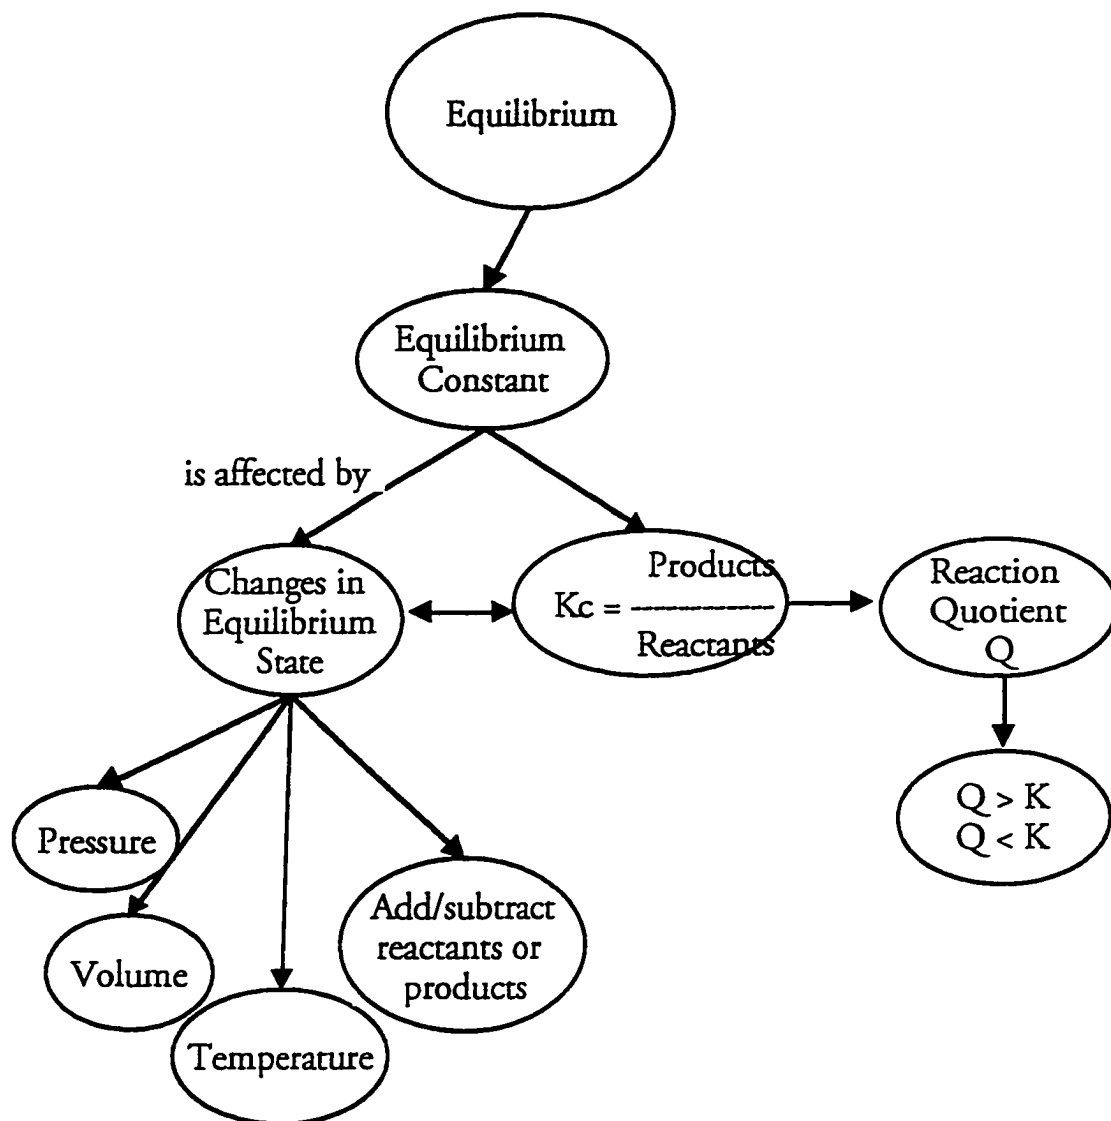 Equilibrium
Equilibrium
Constant
is affected by
Changes in
Equilibrium
State
Products
Kc = ----------------
Reactants
Reaction
Quotient
Q
Q > K
Q < K
Pressure
Volume
Temperature
Add/subtract
reactants or
products